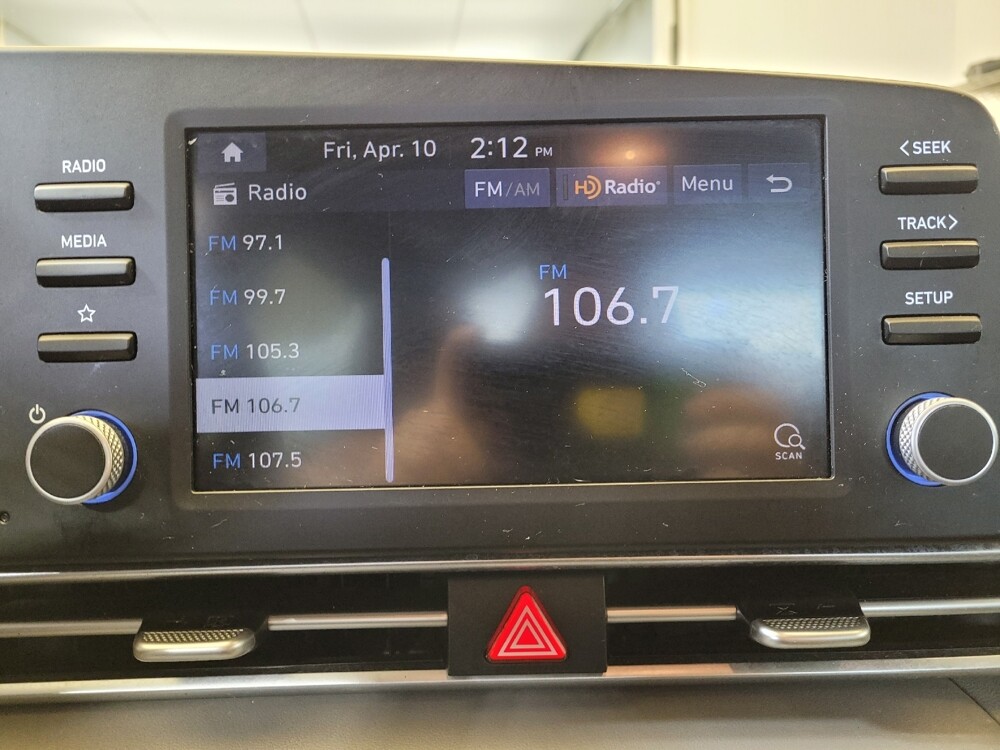 Fri, Apr. 10 2:12 PM
Radio FM/AM HD Radio® Menu
FM 97.1
FM 99.7
FM 105.3
FM 106.7
FM 107.5
FM
106.7
SCAN
RADIO
MEDIA
< SEEK
TRACK >
SETUP